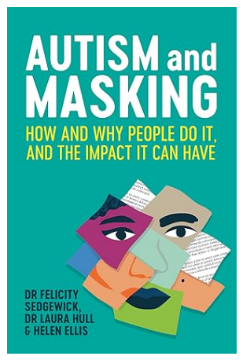 AUTISM and
MASKING
HOW AND WHY PEOPLE DO IT,
AND THE IMPACT IT CAN HAVE
DR FELICITY
SEDGEWICK,
DR LAURA HULL
& HELEN ELLIS